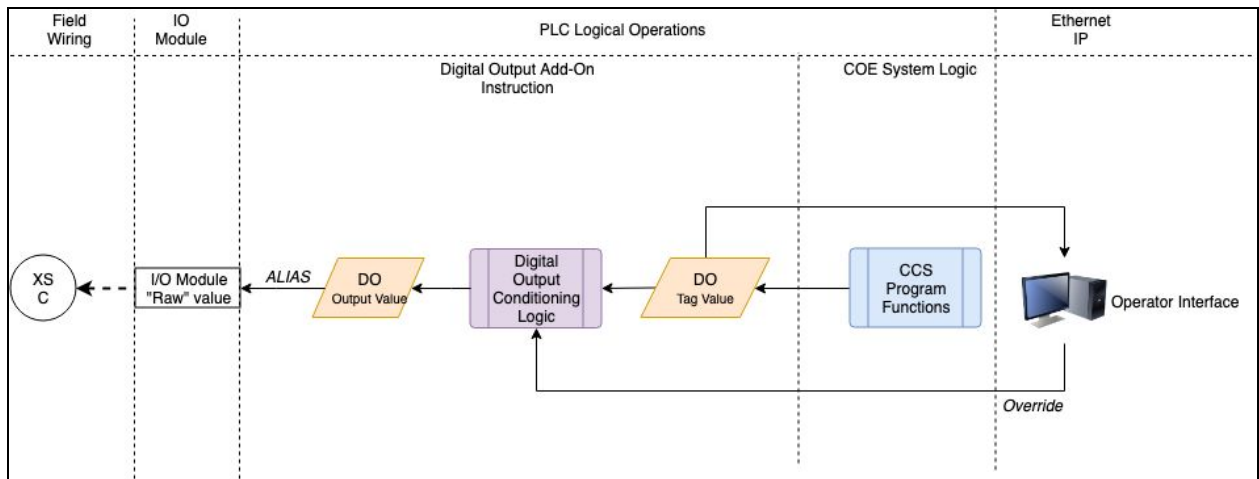 Field
Wiring
IO
Module
PLC Logical Operations
Ethernet
IP
Digital Output Add-On
Instruction
COE System Logic
XS
C
I/O Module
"Raw" value
ALIAS
DO
Output Value
Digital
Output
Conditioning
Logic
DO
Tag Value
CCS
Program
Functions
Operator Interface
Override